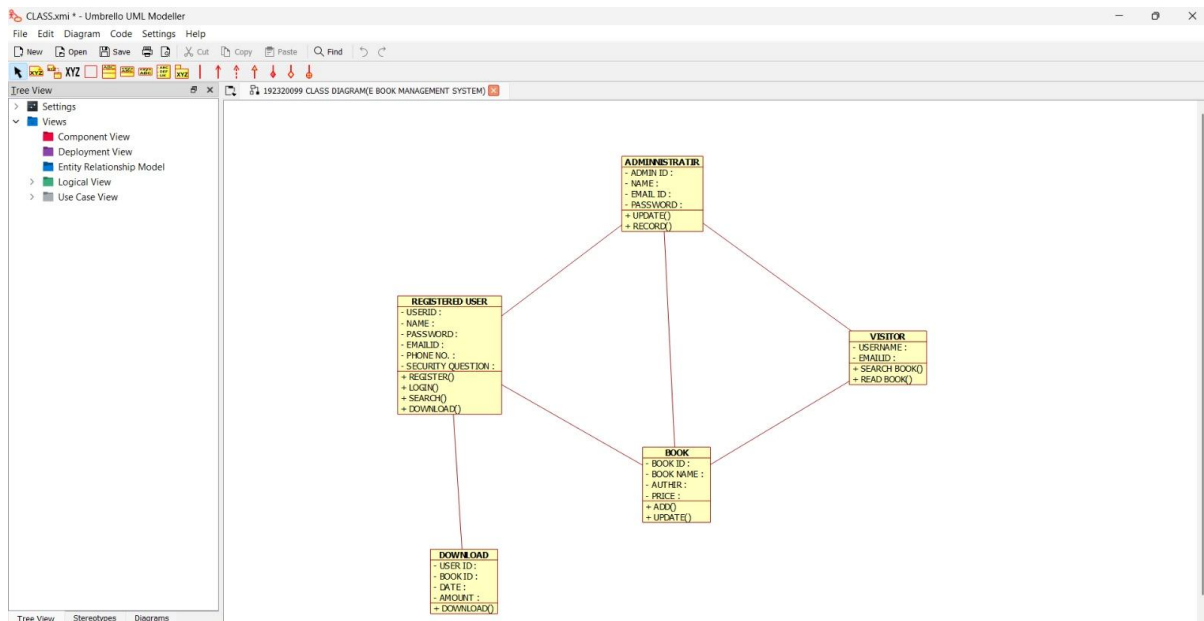 CLASS.xmi * - Umbrello UML Modeller
File Edit Diagram Code Settings Help
New Open Save Cut Copy Paste Find
XYZ
Tree View
192320099 CLASS DIAGRAM(E BOOK MANAGEMENT SYSTEM)
Settings
Views
Component View
Deployment View
Entity Relationship Model
Logical View
Use Case View
ADMINNISTRATIR
- ADMIN ID :
- NAME :
- EMAIL ID :
- PASSWORD :
+ UPDATE()
+ RECORD()
REGISTERED USER
- USERID :
- NAME :
- PASSWORD :
- EMAILID :
- PHONE NO. :
- SECURITY QUESTION :
+ REGISTER()
+ LOGIN()
+ SEARCH()
+ DOWNLOAD()
VISITOR
- USERNAME :
- EMAILID :
+ SEARCH BOOK()
+ READ BOOK()
BOOK
- BOOK ID :
- BOOK NAME :
- AUTHIR :
- PRICE :
+ ADD()
+ UPDATE()
DOWNLOAD
- USER ID :
- BOOK ID :
- DATE :
- AMOUNT :
+ DOWNLOAD()
Tree View Stereotypes Diagrams